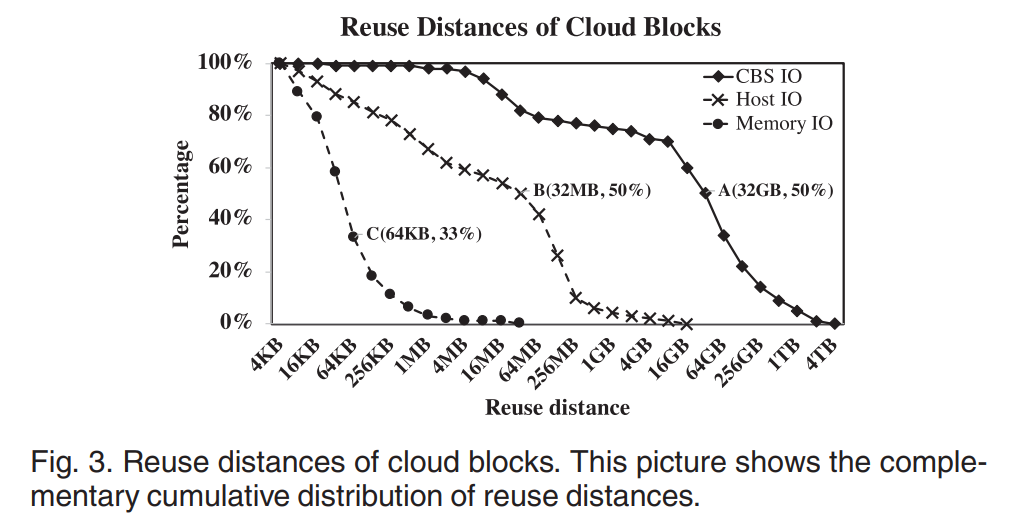 Reuse Distances of Cloud Blocks
100%
80%
60%
40%
20%
0%
Percentage
CBS IO
Host IO
Memory IO
B(32MB, 50%)
A(32GB, 50%)
C(64KB, 33%)
4KB
16KB
64KB
256KB
1MB
4MB
16MB
64MB
256MB
1GB
4GB
16GB
64GB
256GB
1TB
4TB
Reuse distance
Fig. 3. Reuse distances of cloud blocks. This picture shows the comple-
mentary cumulative distribution of reuse distances.